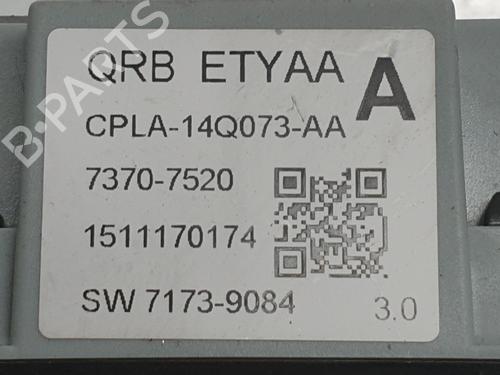 QRB ETYAA A
CPLA-14Q073-AA
7370-7520
1511170174
SW 7173-9084 3.0
B-PARTS